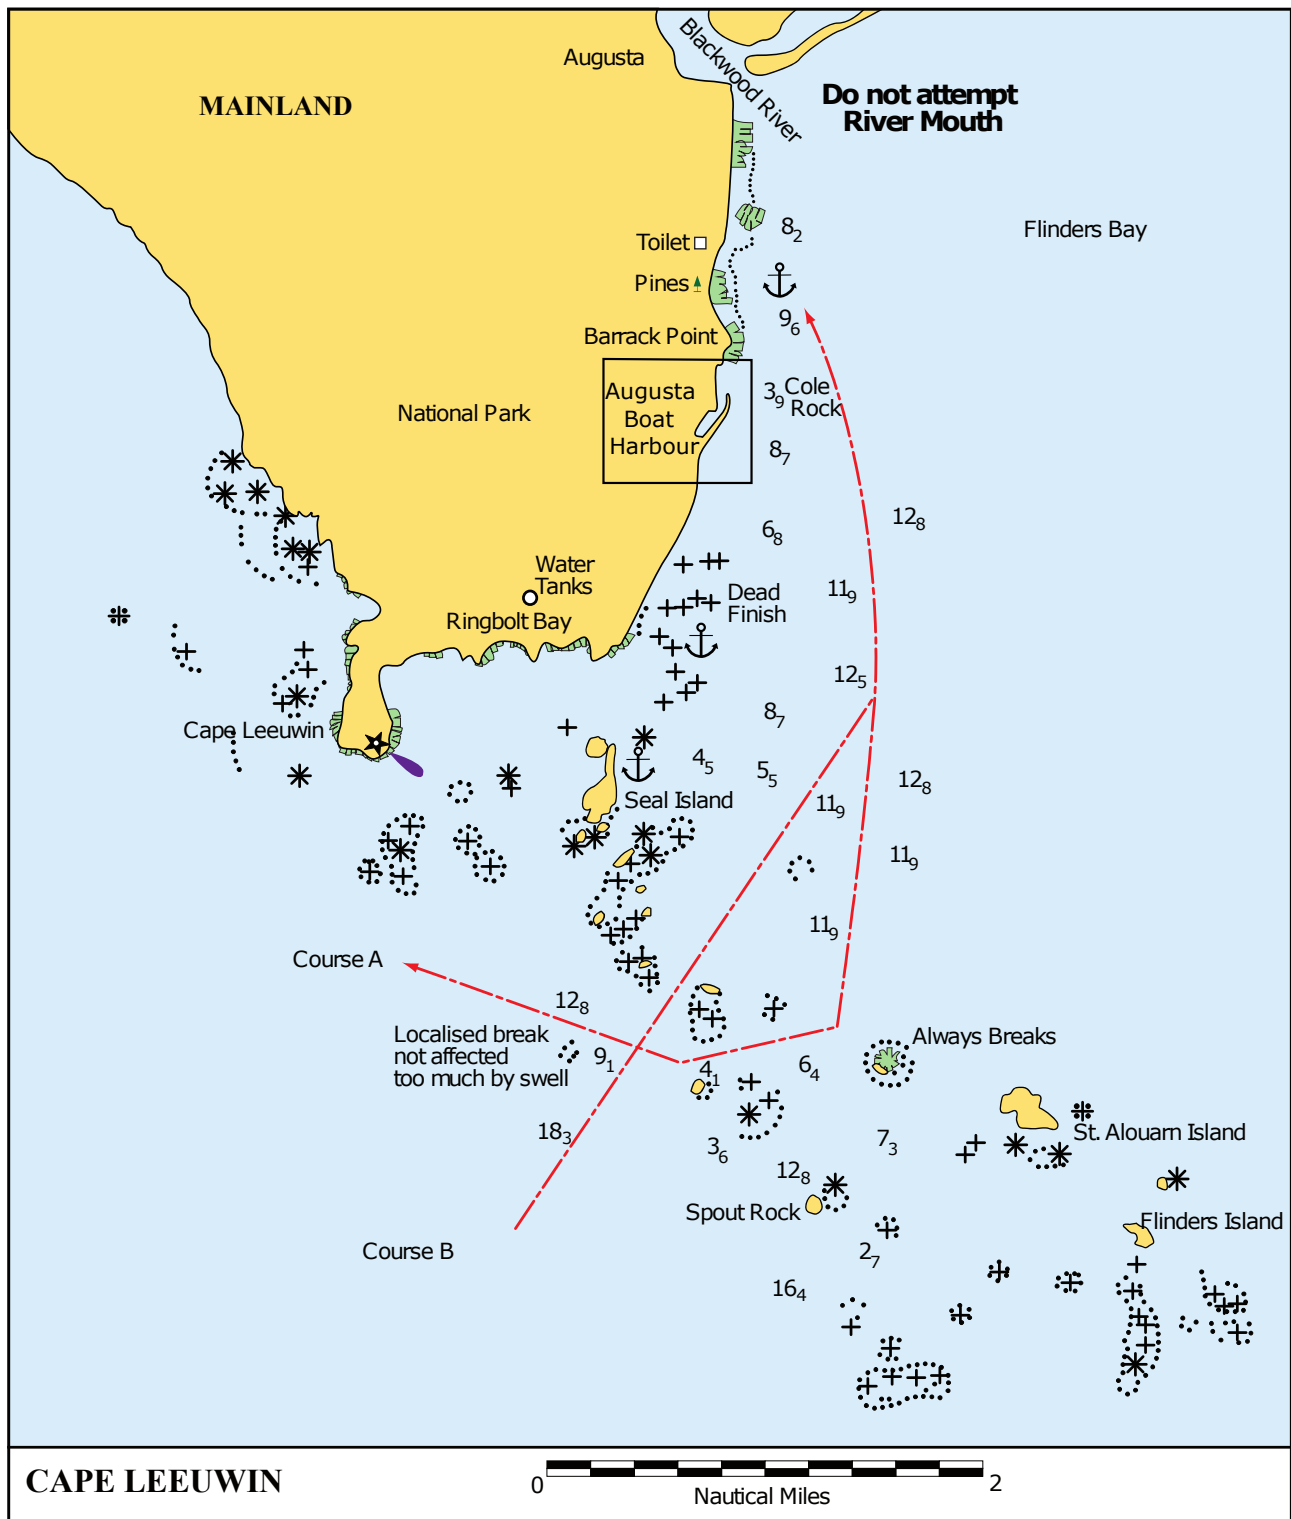 Augusta
Blackwood River
MAINLAND
Do not attempt
River Mouth
8₂
Flinders Bay
Toilet
Pines
9₆
Barrack Point
Augusta
Boat
Harbour
3₉
Cole
Rock
National Park
8₇
12₈
6₈
Water
Tanks
11₉
Dead
Finish
Ringbolt Bay
12₅
8₇
Cape Leeuwin
4₅
5₅
12₈
Seal Island
11₉
11₉
11₉
Course A
12₈
Localised break
not affected
too much by swell
9₁
4₁
6₄
Always Breaks
18₃
3₆
7₃
St. Alouarn Island
12₈
Spout Rock
Flinders Island
Course B
2₇
16₄
CAPE LEEUWIN
0
2
Nautical Miles